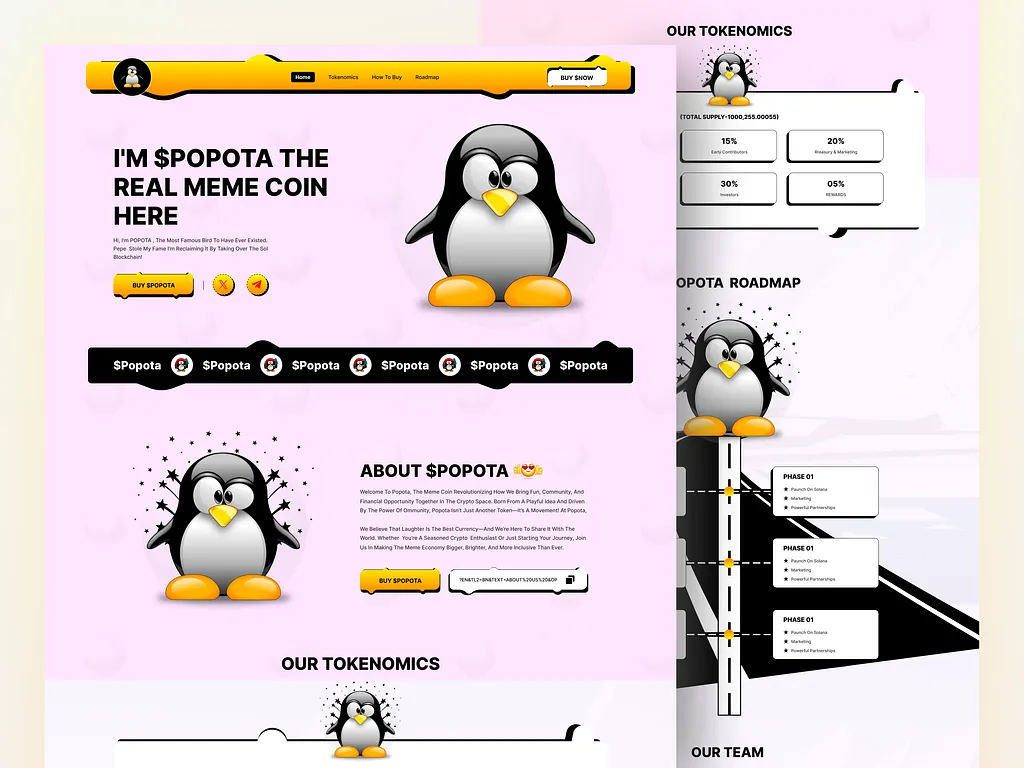 Home
Tokenomics
How To Buy
Roadmap
BUY $NOW
I'M $POPOTA THE
REAL MEME COIN
HERE
Hi, I'm POPOTA , The Most Famous Bird To Have Ever Existed.
Pepe Stole My Fame I'm Reclaiming It By Taking Over The Sol
Blockchain!
BUY $POPOTA
$Popota
$Popota
$Popota
$Popota
$Popota
$Popota
ABOUT $POPOTA
Welcome To Popota, The Meme Coin Revolutionizing How We Bring Fun, Community, And
Financial Opportunity Together In The Crypto Space. Born From A Playful Idea And Driven
By The Power Of Ommunity, Popota Isn't Just Another Token—It's A Movement! At Popota,
We Believe That Laughter Is The Best Currency—And We're Here To Share It With The
World. Whether You're A Seasoned Crypto Enthusiast Or Just Starting Your Journey, Join
Us In Making The Meme Economy Bigger, Brighter, And More Inclusive Than Ever.
BUY $POPOTA
?EN&TL2+BN&TEXT+ABOUT%20US%20&OP
OUR TOKENOMICS
OUR TOKENOMICS
(TOTAL SUPPLY-1000,255.00055)
15%
Early Contributors
20%
Rreasury & Marketing
30%
Investors
05%
REWARDS
OPOTA ROADMAP
PHASE 01
Paunch On Solana
Marketing
Powerful Partnerships
PHASE 01
Paunch On Solana
Marketing
Powerful Partnerships
PHASE 01
Paunch On Solana
Marketing
Powerful Partnerships
OUR TEAM